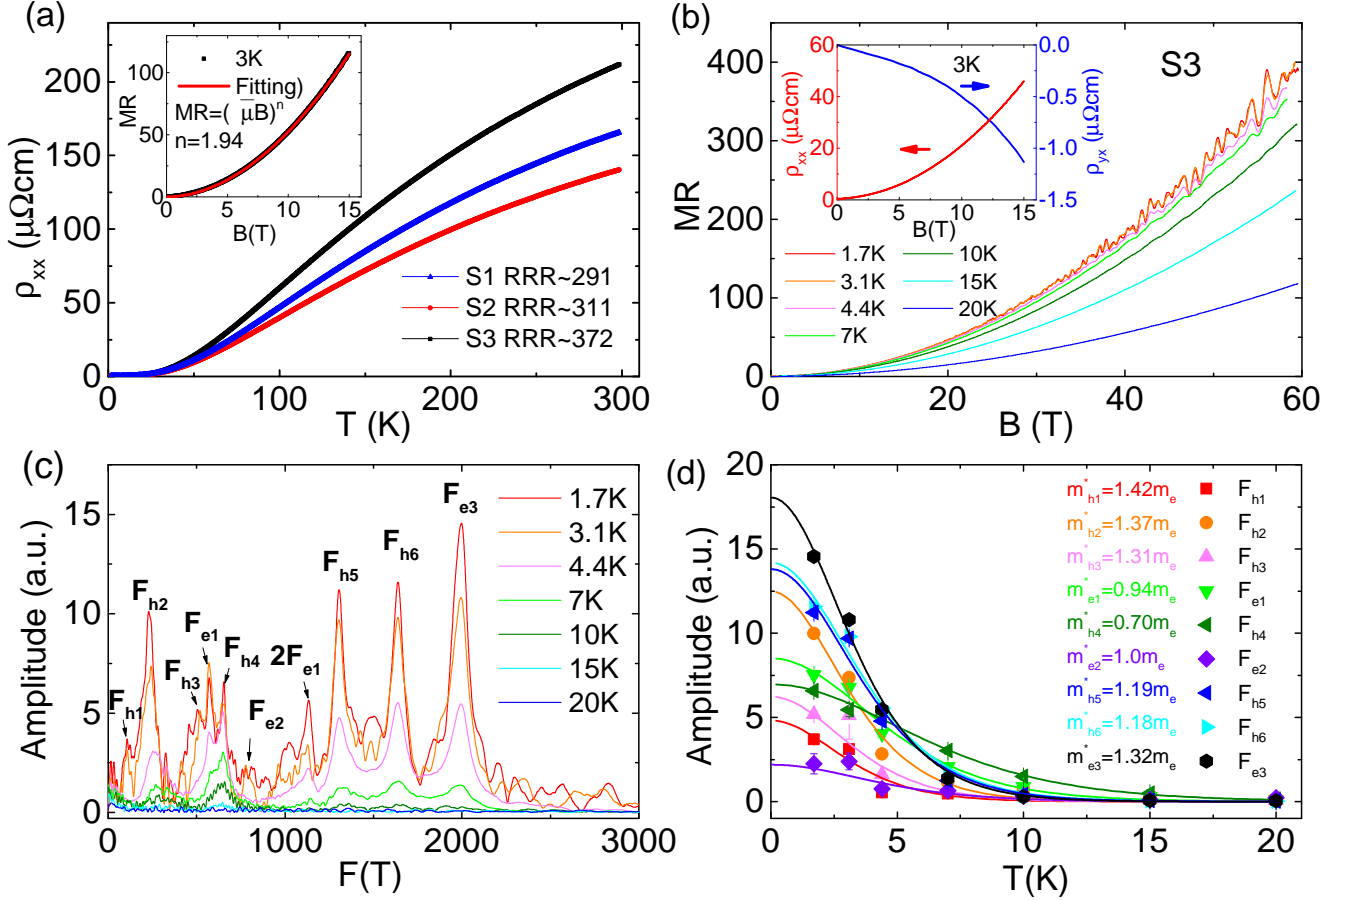 (a)
ρxx (μΩcm)
200
150
100
50
0
0 100 200 300
T (K)
MR
100
50
0
0 5 10 15
B(T)
3K
Fitting)
MR=( μ̅B)ⁿ
n=1.94
S1 RRR~291
S2 RRR~311
S3 RRR~372
(b)
MR
400
300
200
100
0
0 20 40 60
B (T)
S3
ρxx (μΩcm)
60
40
20
0
0 5 10 15
B(T)
3K
0.0
-0.5
-1.0
-1.5
ρyx (μΩcm)
1.7K
3.1K
4.4K
7K
10K
15K
20K
(c)
Amplitude (a.u.)
15
10
5
0
0 1000 2000 3000
F(T)
Fh1
Fh2
Fh3
Fe1
Fh4
Fe2
2Fe1
Fh5
Fh6
Fe3
1.7K
3.1K
4.4K
7K
10K
15K
20K
(d)
Amplitude (a.u.)
20
15
10
5
0
0 5 10 15 20
T(K)
m*h1=1.42me Fh1
m*h2=1.37me Fh2
m*h3=1.31me Fh3
m*e1=0.94me Fe1
m*h4=0.70me Fh4
m*e2=1.0me Fe2
m*h5=1.19me Fh5
m*h6=1.18me Fh6
m*e3=1.32me Fe3